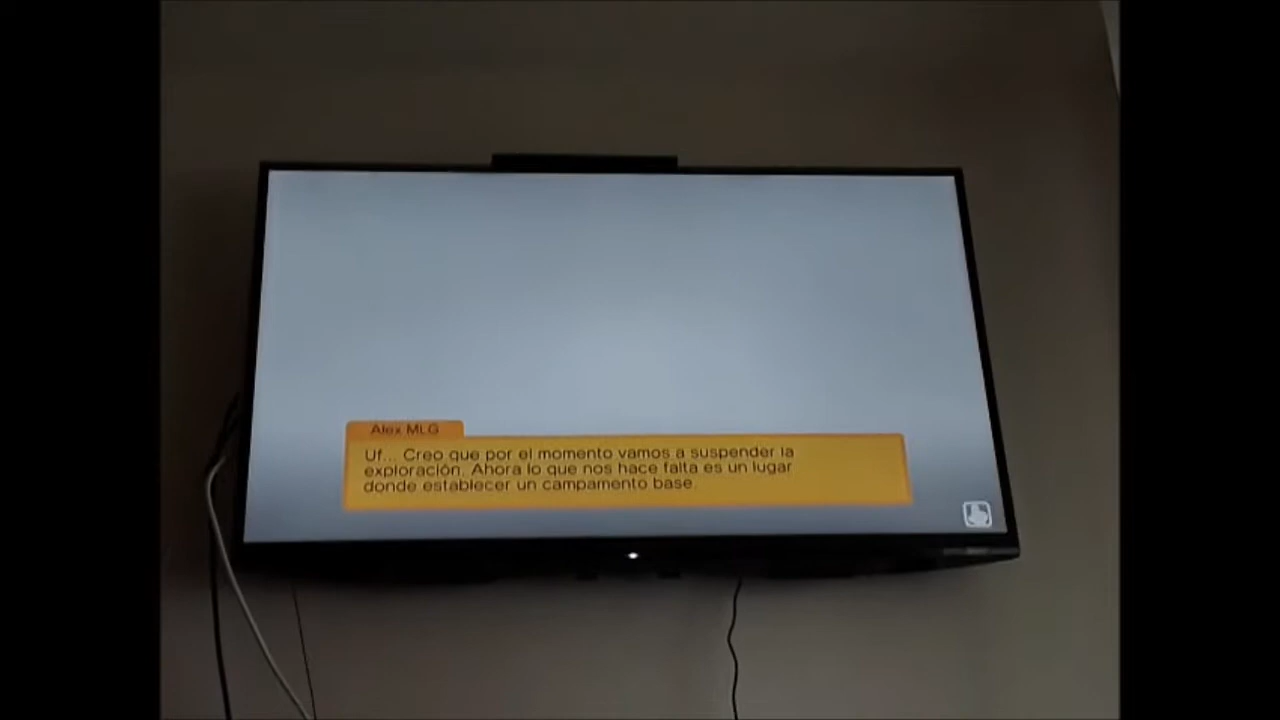 Alex MLG
Uf... Creo que por el momento vamos a suspender la
exploración. Ahora lo que nos hace falta es un lugar
donde establecer un campamento base.